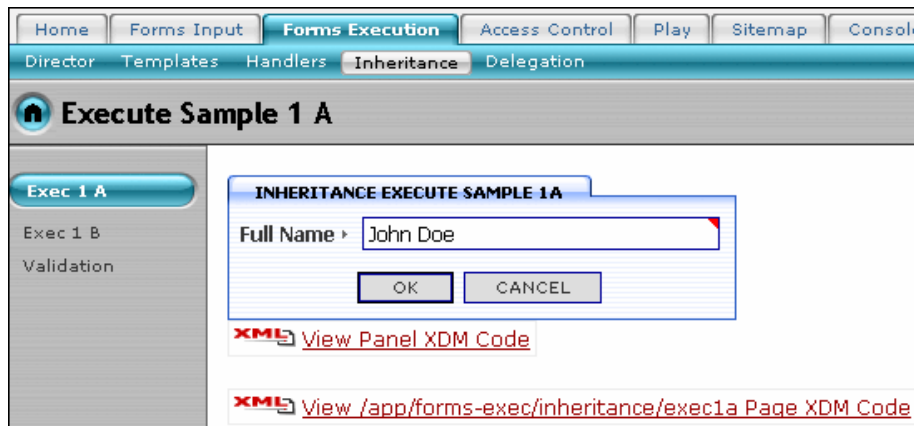 Home Forms Input Forms Execution Access Control Play Sitemap Consol
Director Templates Handlers Inheritance Delegation
Execute Sample 1 A
Exec 1 A
Exec 1 B
Validation
INHERITANCE EXECUTE SAMPLE 1A
Full Name John Doe
OK CANCEL
XML View Panel XDM Code
XML View /app/forms-exec/inheritance/exec1a Page XDM Code